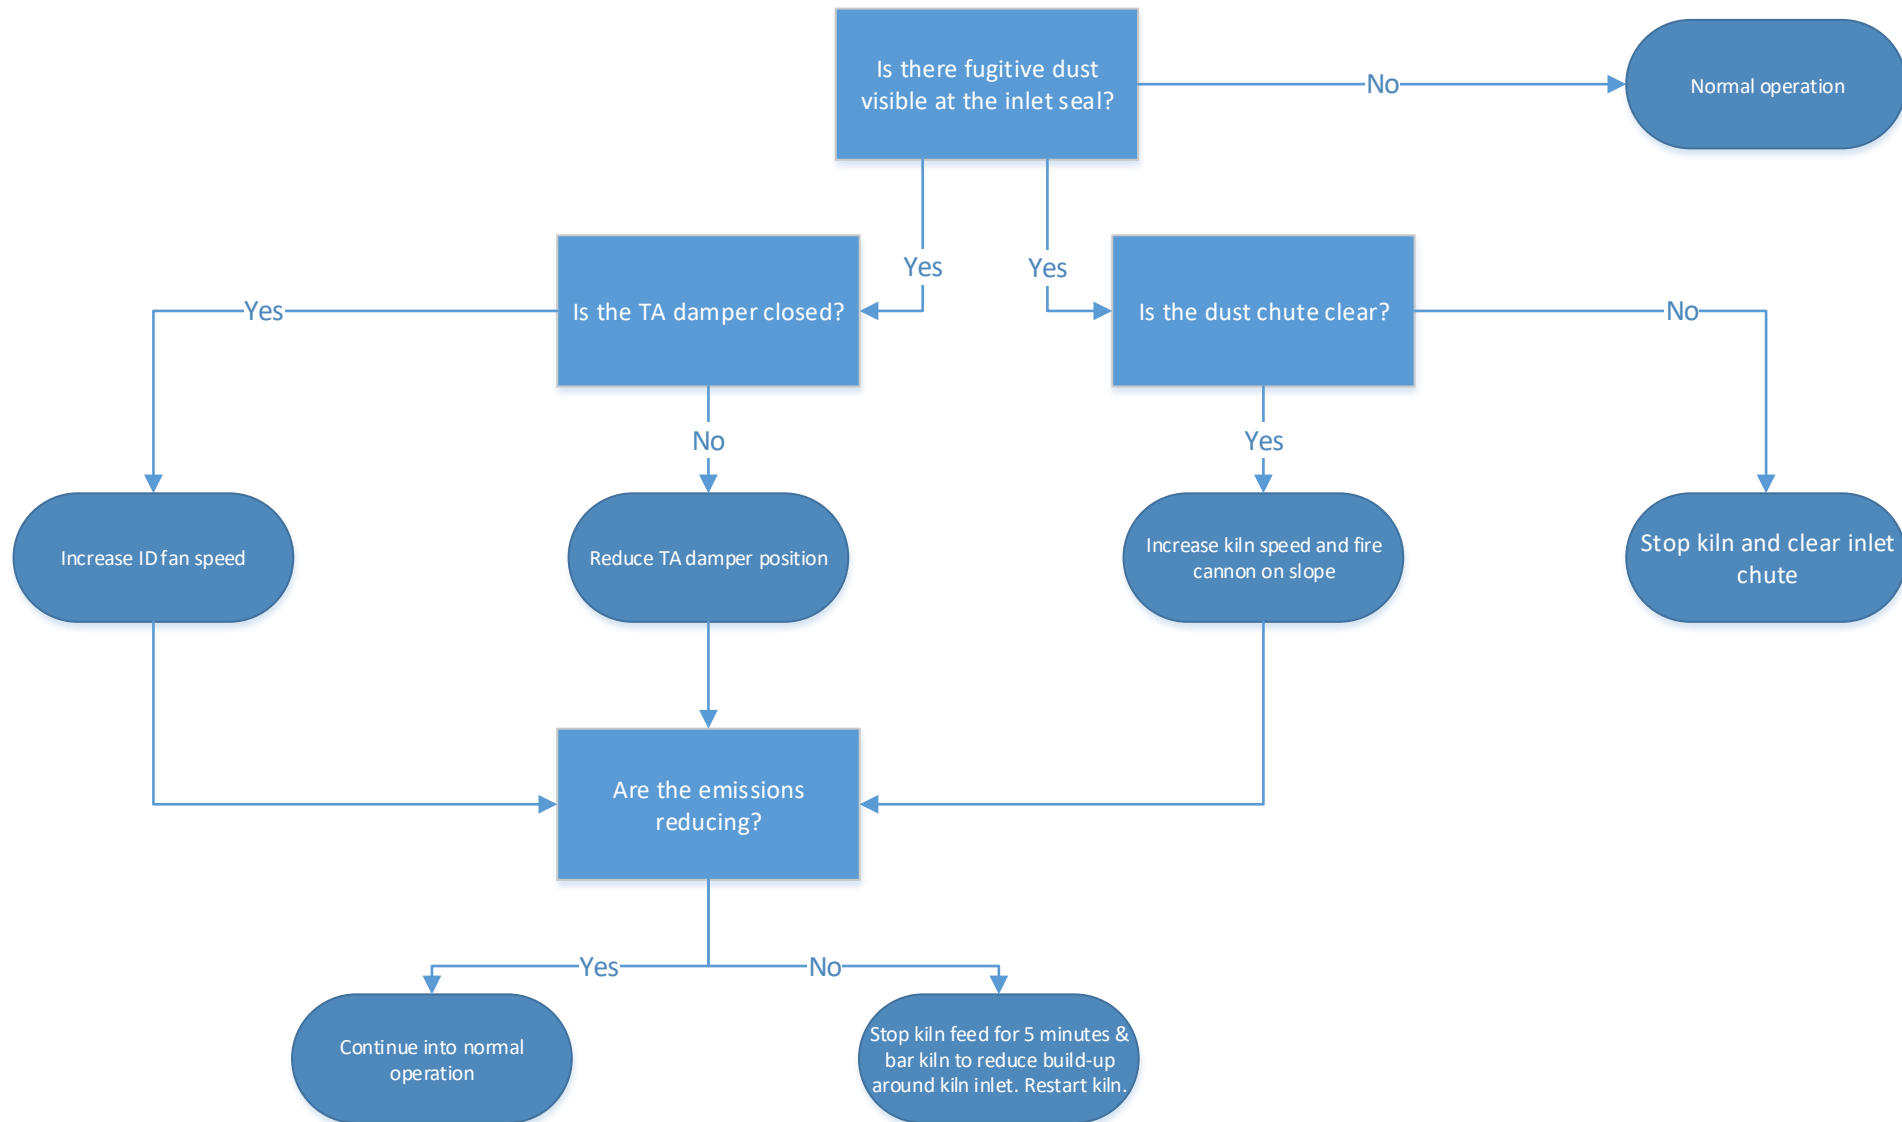 Is there fugitive dust
visible at the inlet seal?
No
Normal operation
Yes
Yes
Yes
Is the TA damper closed?
Is the dust chute clear?
No
No
Yes
Increase ID fan speed
Reduce TA damper position
Increase kiln speed and fire
cannon on slope
Stop kiln and clear inlet
chute
Are the emissions
reducing?
Yes
No
Continue into normal
operation
Stop kiln feed for 5 minutes &
bar kiln to reduce build-up
around kiln inlet. Restart kiln.